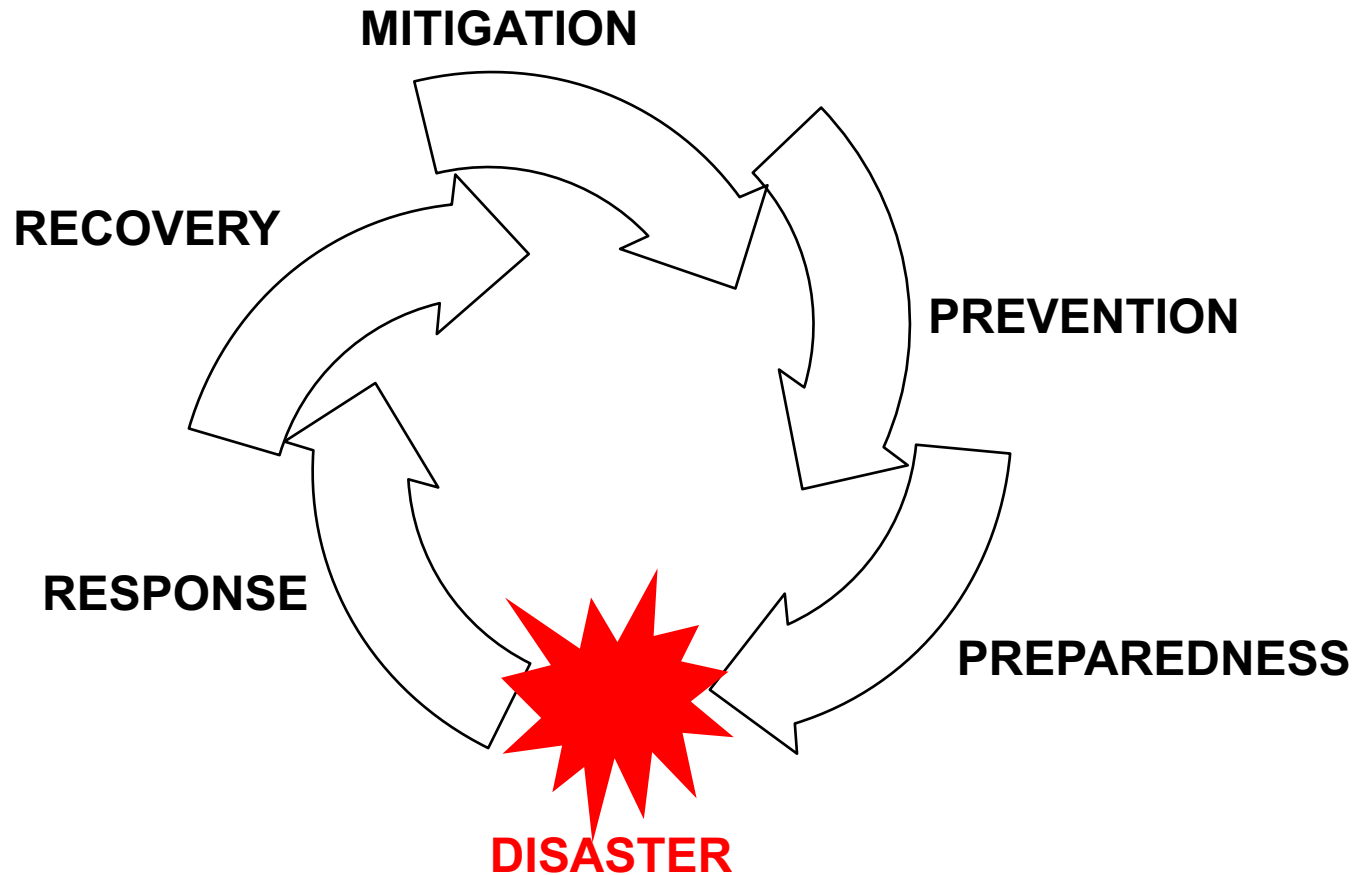 MITIGATION
RECOVERY
PREVENTION
RESPONSE
PREPAREDNESS
DISASTER